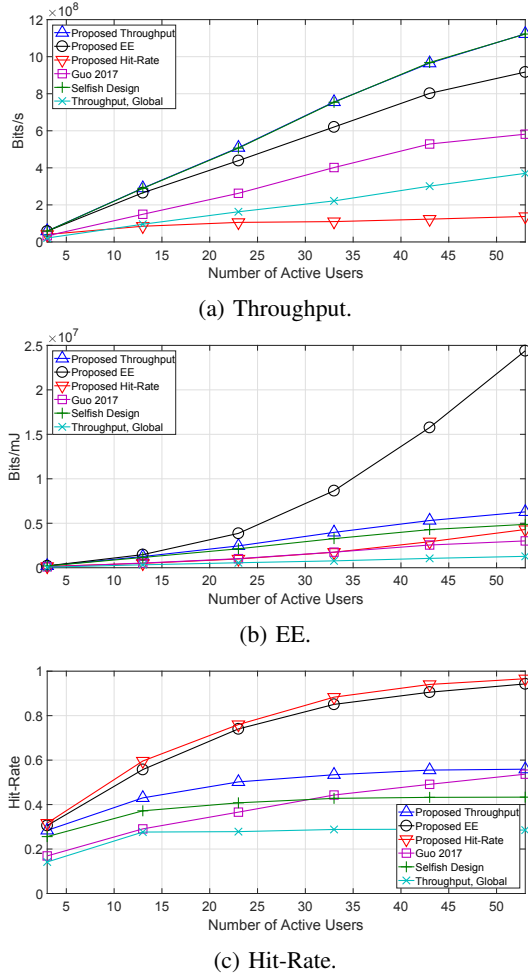 ×10^8
12
10
8
6
4
2
0
Bits/s
Proposed Throughput
Proposed EE
Proposed Hit-Rate
Guo 2017
Selfish Design
Throughput, Global
5 10 15 20 25 30 35 40 45 50
Number of Active Users
(a) Throughput.
×10^7
2.5
2
1.5
1
0.5
0
Bits/mJ
Proposed Throughput
Proposed EE
Proposed Hit-Rate
Guo 2017
Selfish Design
Throughput, Global
5 10 15 20 25 30 35 40 45 50
Number of Active Users
(b) EE.
1
0.8
0.6
0.4
0.2
0
Hit-Rate
Proposed Throughput
Proposed EE
Proposed Hit-Rate
Guo 2017
Selfish Design
Throughput, Global
5 10 15 20 25 30 35 40 45 50
Number of Active Users
(c) Hit-Rate.